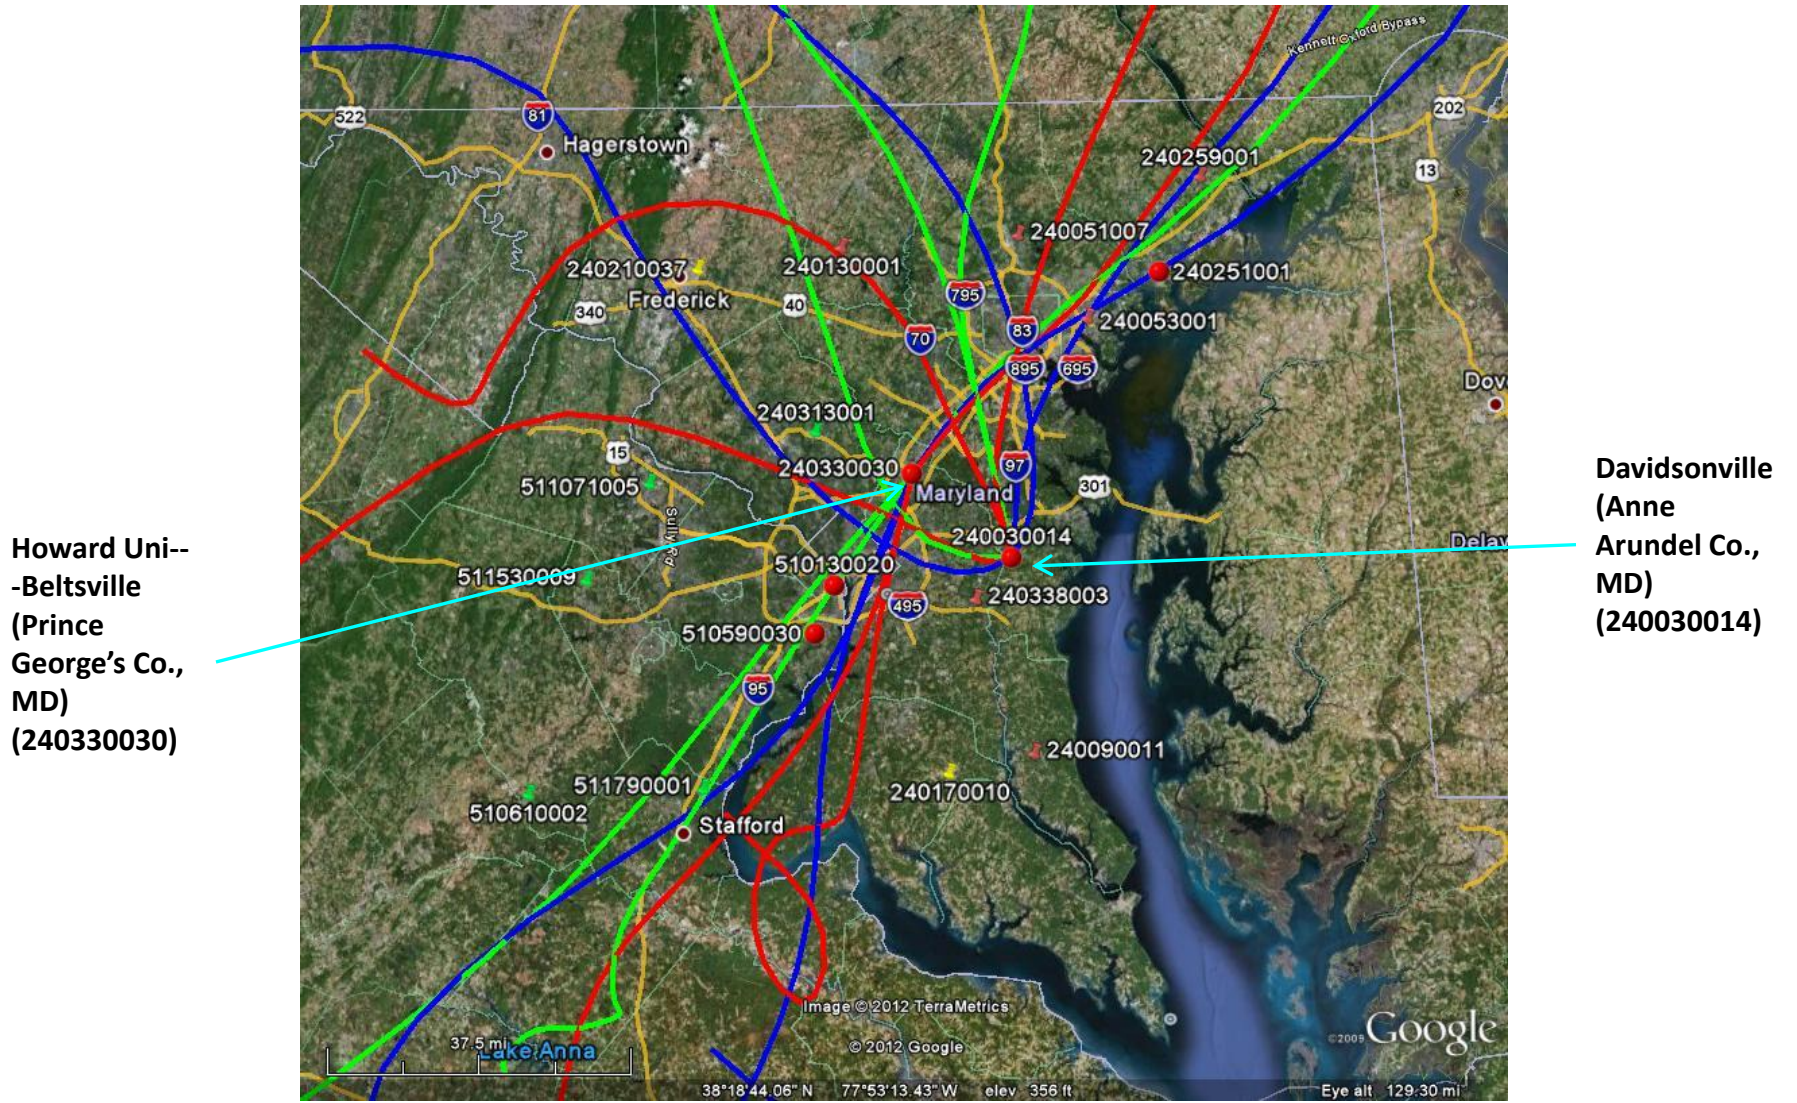 Kennett Oxford Bypass
522
81
202
Hagerstown
240259001
13
240051007
240210037
240130001
240251001
Frederick
795
340
40
240053001
70
83
895
695
Dov
240313001
15
240330030
97
301
511071005
Maryland
Sully Rd
240030014
Delaw
510130020
511530009
240338003
495
510590030
95
240090011
511790001
240170010
510610002
Stafford
Image © 2012 TerraMetrics
37.5 mi
Lake Anna
© 2012 Google
©2009 Google
38°18'44.06" N 77°53'13.43" W elev 356 ft
Eye alt 129.30 mi
Howard Uni--
-Beltsville
(Prince
George's Co.,
MD)
(240330030)
Davidsonville
(Anne
Arundel Co.,
MD)
(240030014)